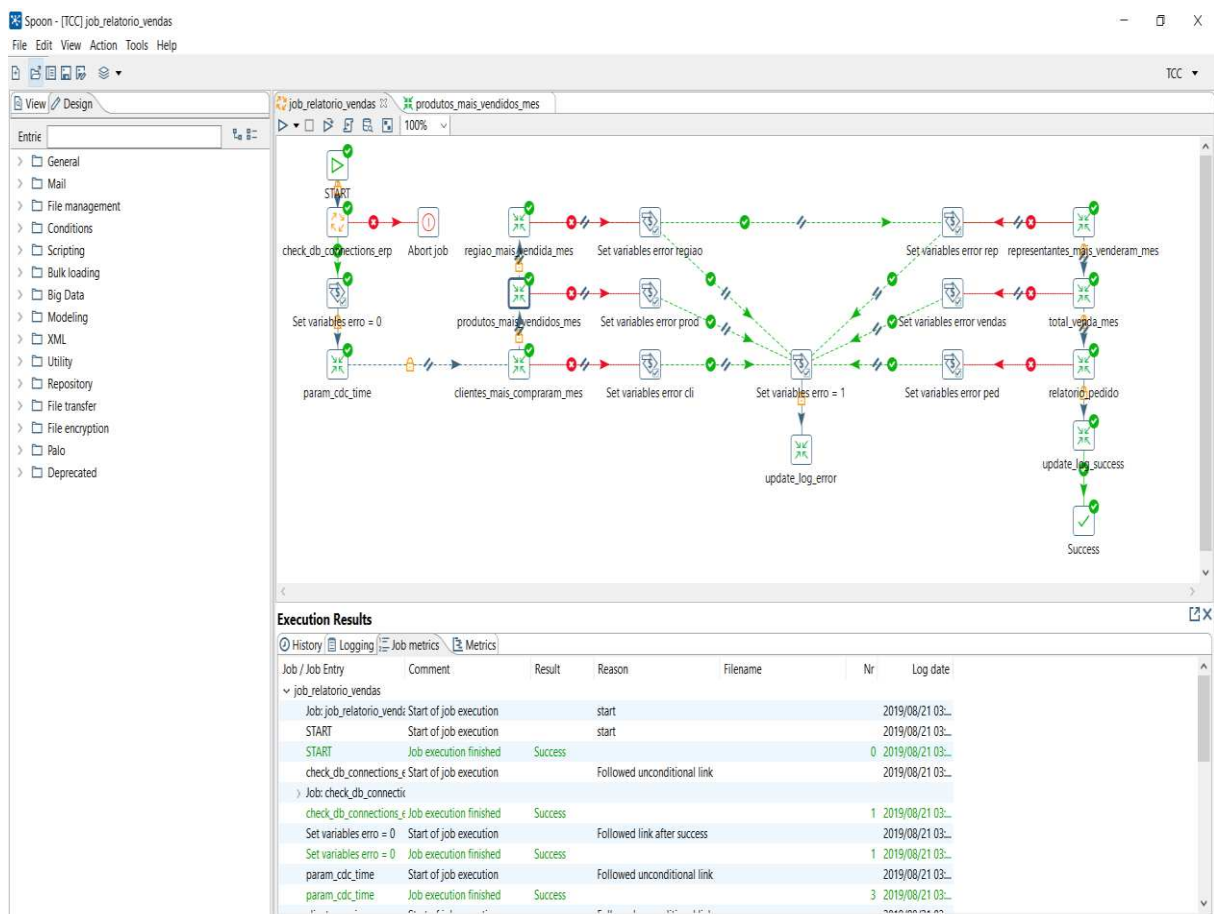 Spoon - [TCC] job_relatorio_vendas
File Edit View Action Tools Help
TCC
View Design
Entrie
General
Mail
File management
Conditions
Scripting
Bulk loading
Big Data
Modeling
XML
Utility
Repository
File transfer
File encryption
Palo
Deprecated
job_relatorio_vendas produtos_mais_vendidos_mes
100%
START
check_db_connections_erp Abort job regiao_mais_vendida_mes Set variables error regiao Set variables error rep representantes_mais_venderam_mes
Set variables erro = 0 produtos_mais_vendidos_mes Set variables error prod Set variables error vendas total_venda_mes
param_cdc_time clientes_mais_compraram_mes Set variables error cli Set variables erro = 1 Set variables error ped relatorio_pedido
update_log_error update_log_success
Success
Execution Results
History Logging Job metrics Metrics
Job / Job Entry Comment Result Reason Filename Nr Log date
job_relatorio_vendas
Job: job_relatorio_venda Start of job execution start 2019/08/21 03:...
START Start of job execution start 2019/08/21 03:...
START Job execution finished Success 0 2019/08/21 03:...
check_db_connections_e Start of job execution Followed unconditional link 2019/08/21 03:...
Job: check_db_connectic
check_db_connections_e Job execution finished Success 1 2019/08/21 03:...
Set variables erro = 0 Start of job execution Followed link after success 2019/08/21 03:...
Set variables erro = 0 Job execution finished Success 1 2019/08/21 03:...
param_cdc_time Start of job execution Followed unconditional link 2019/08/21 03:...
param_cdc_time Job execution finished Success 3 2019/08/21 03:...